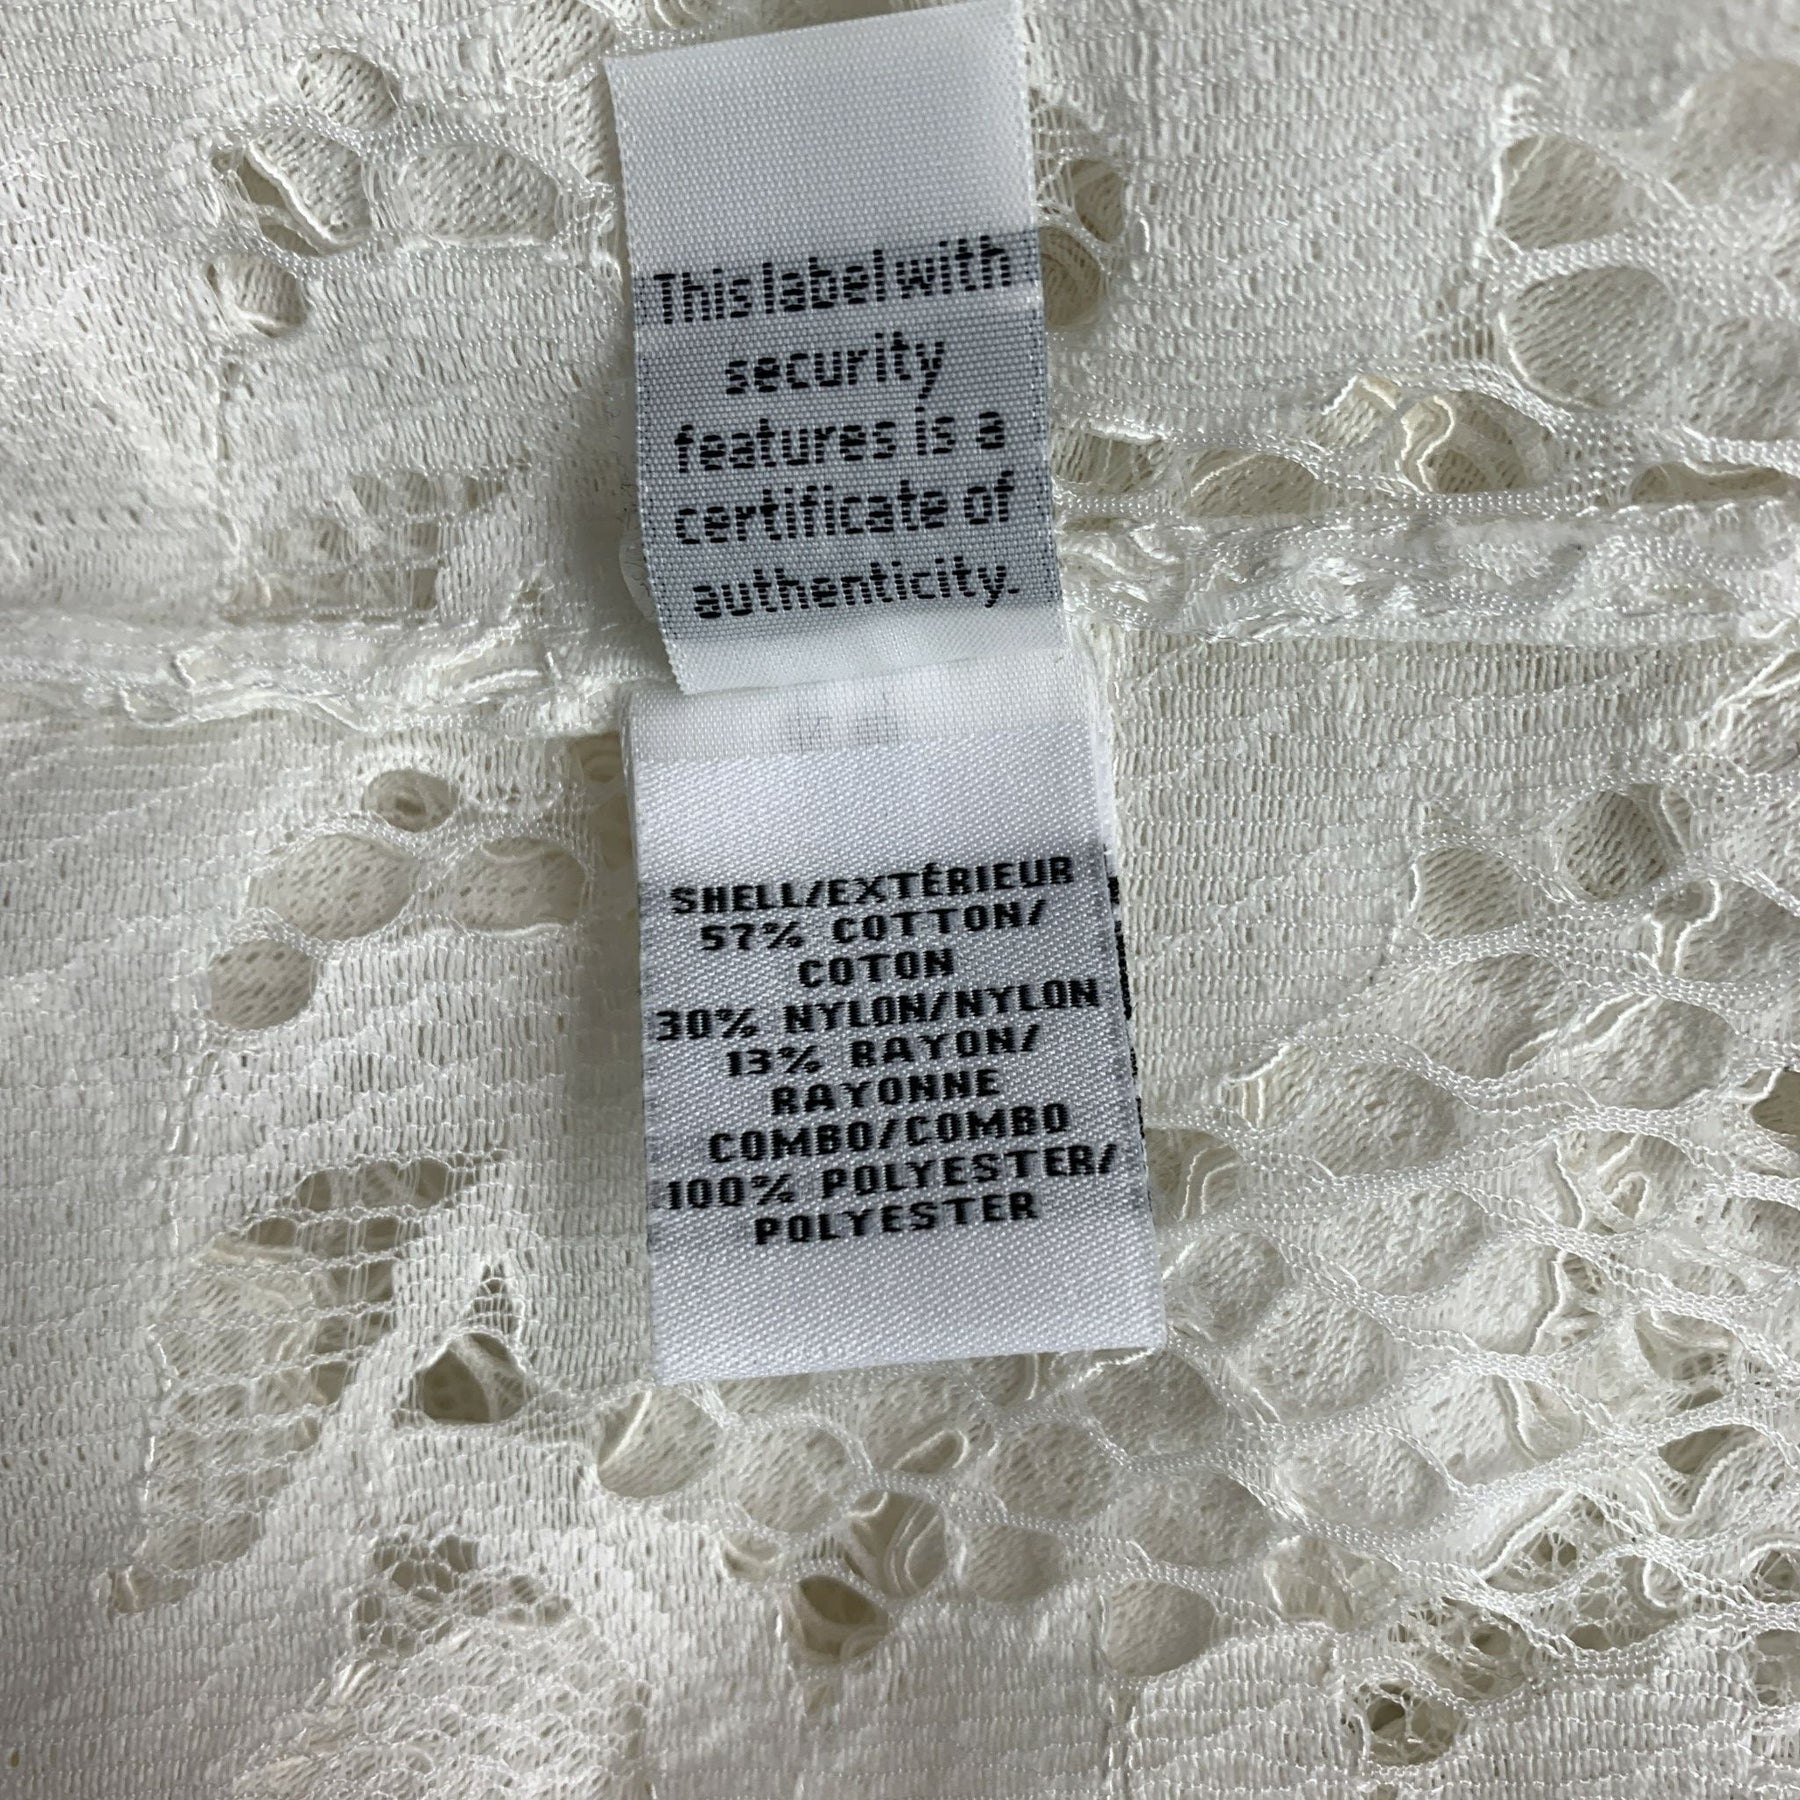 This label with
security
features is a
certificate of
authenticity.
SHELL/EXTÉRIEUR
57% COTTON/
COTON
30% NYLON/NYLON
13% RAYON/
RAYONNE
COMBO/COMBO
100% POLYESTER/
POLYESTER